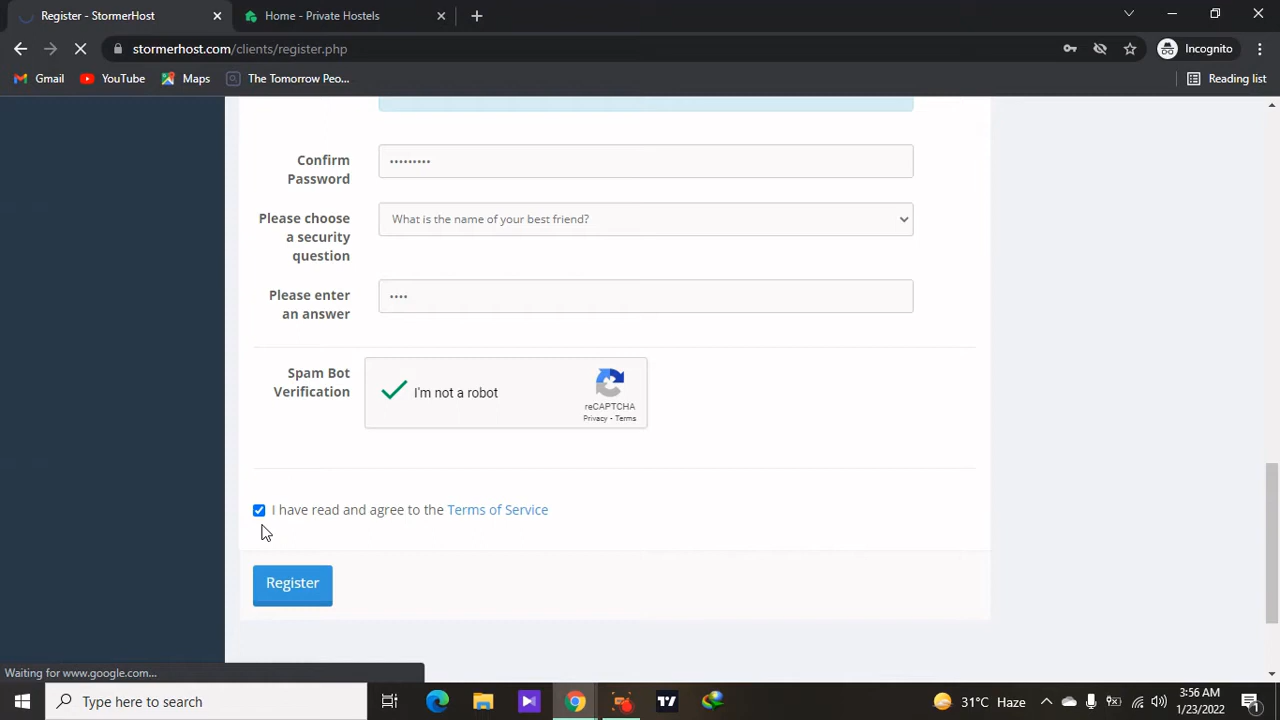 Register - StormerHost
Home - Private Hostels
stormerhost.com/clients/register.php
Incognito
Gmail
YouTube
Maps
The Tomorrow Peo...
Reading list
Confirm
Password
•••••••••
Please choose
a security
question
What is the name of your best friend?
Please enter
an answer
••••
Spam Bot
Verification
I'm not a robot
reCAPTCHA
Privacy - Terms
I have read and agree to the Terms of Service
Register
Waiting for www.google.com...
Type here to search
31°C Haze
3:56 AM
1/23/2022
1